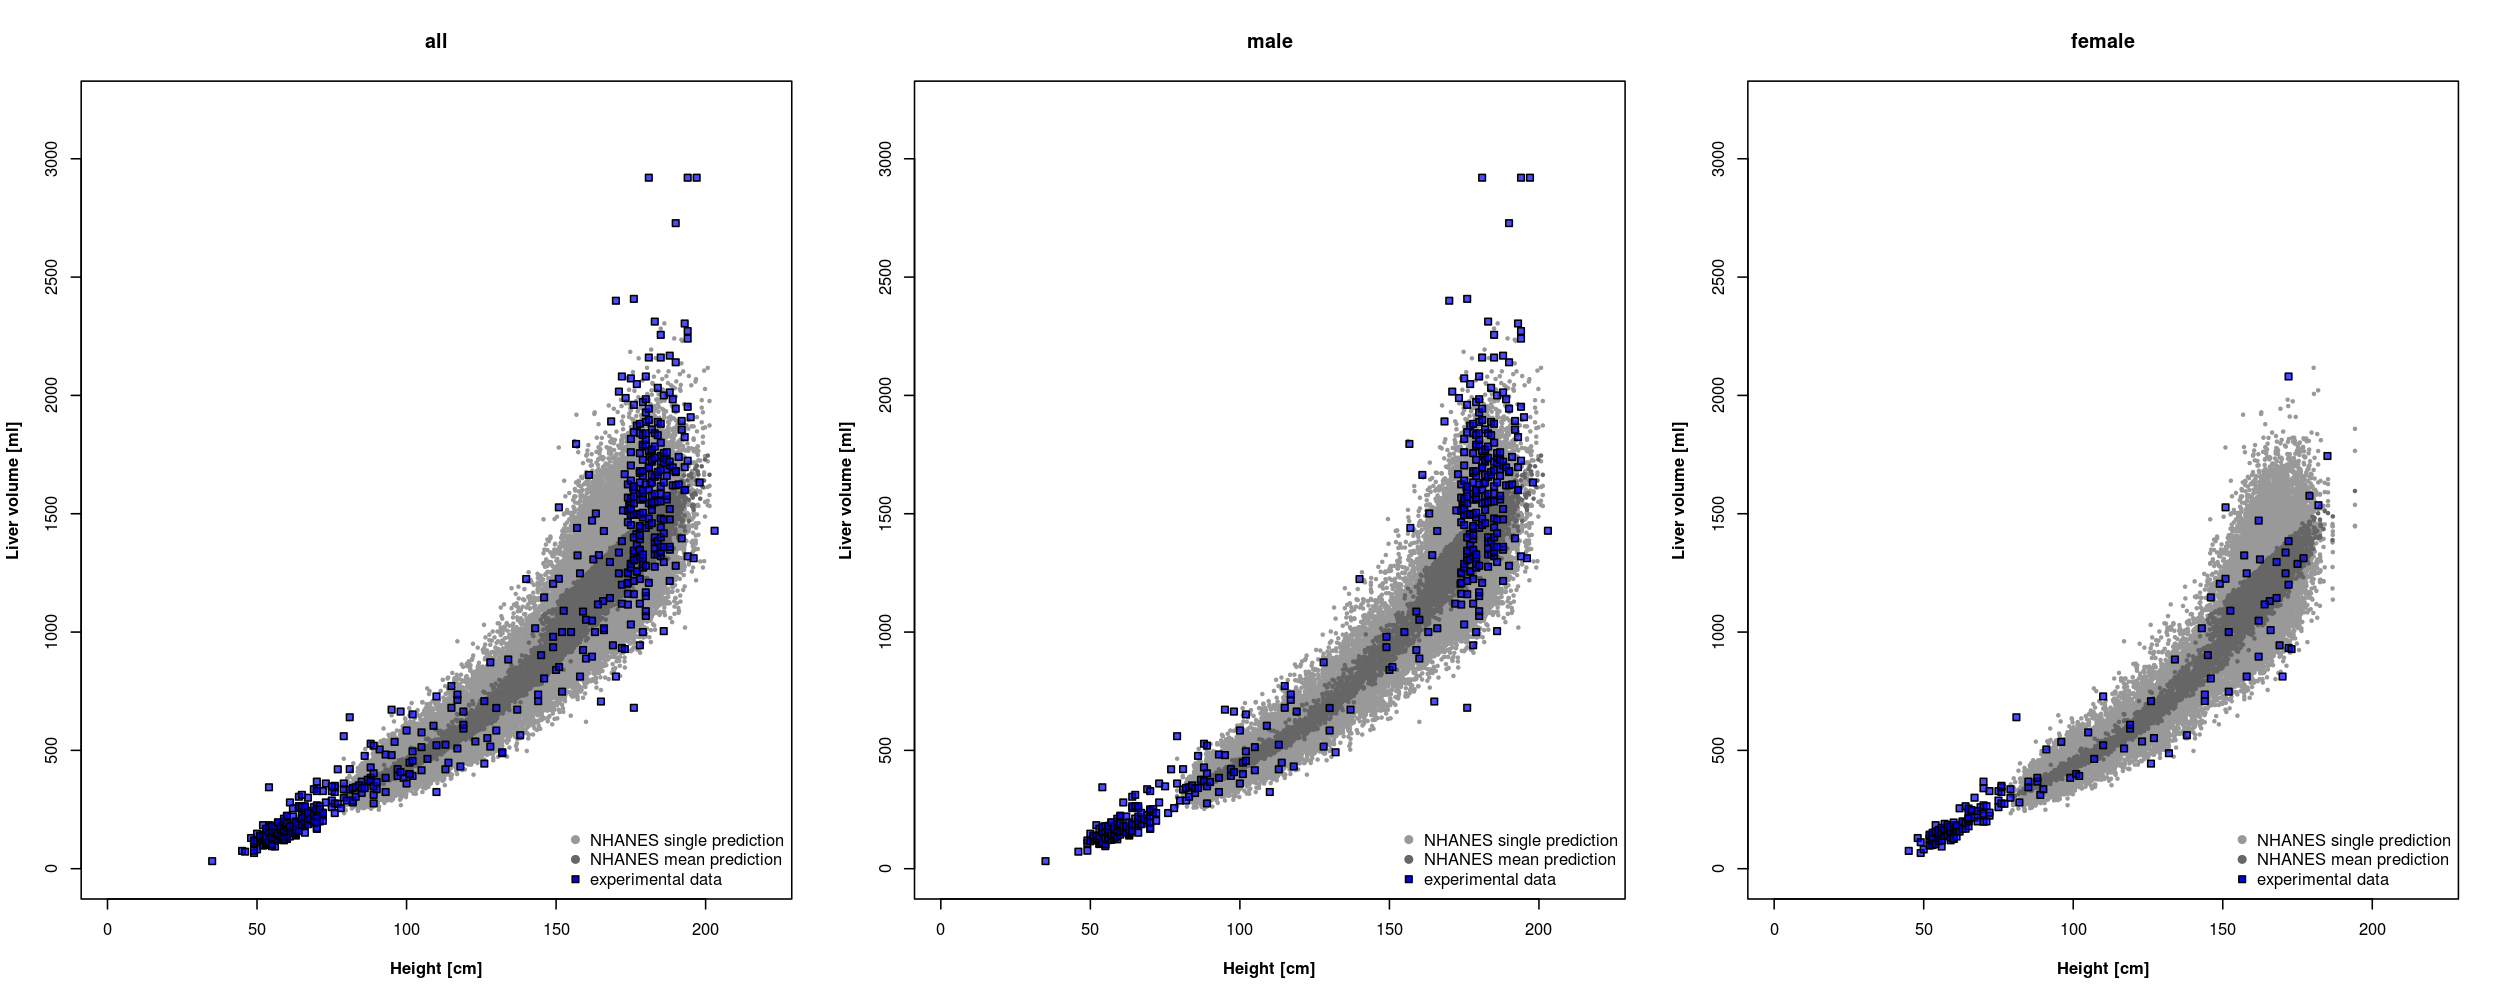 all
Liver volume [ml]
3000
2500
2000
1500
1000
500
0
NHANES single prediction
NHANES mean prediction
experimental data
0 50 100 150 200
Height [cm]
male
Liver volume [ml]
3000
2500
2000
1500
1000
500
0
NHANES single prediction
NHANES mean prediction
experimental data
0 50 100 150 200
Height [cm]
female
Liver volume [ml]
3000
2500
2000
1500
1000
500
0
NHANES single prediction
NHANES mean prediction
experimental data
0 50 100 150 200
Height [cm]